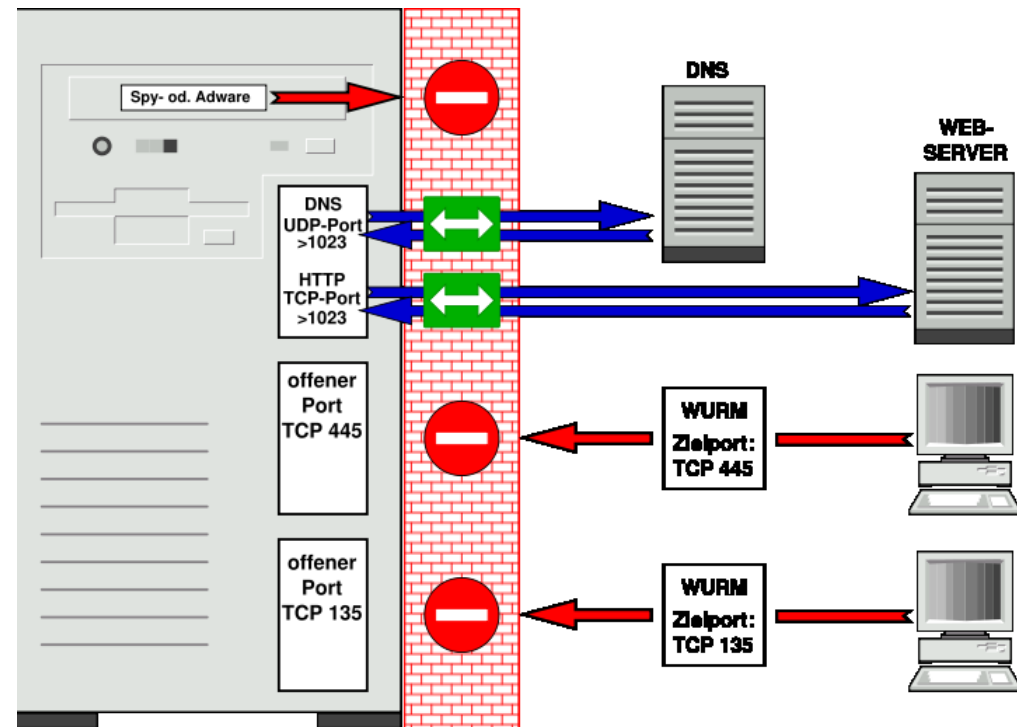 Spy- od. Adware
DNS
UDP-Port
>1023
HTTP
TCP-Port
>1023
offener
Port
TCP 445
offener
Port
TCP 135
DNS
WEB-
SERVER
WURM
Zielport:
TCP 445
WURM
Zielport:
TCP 135